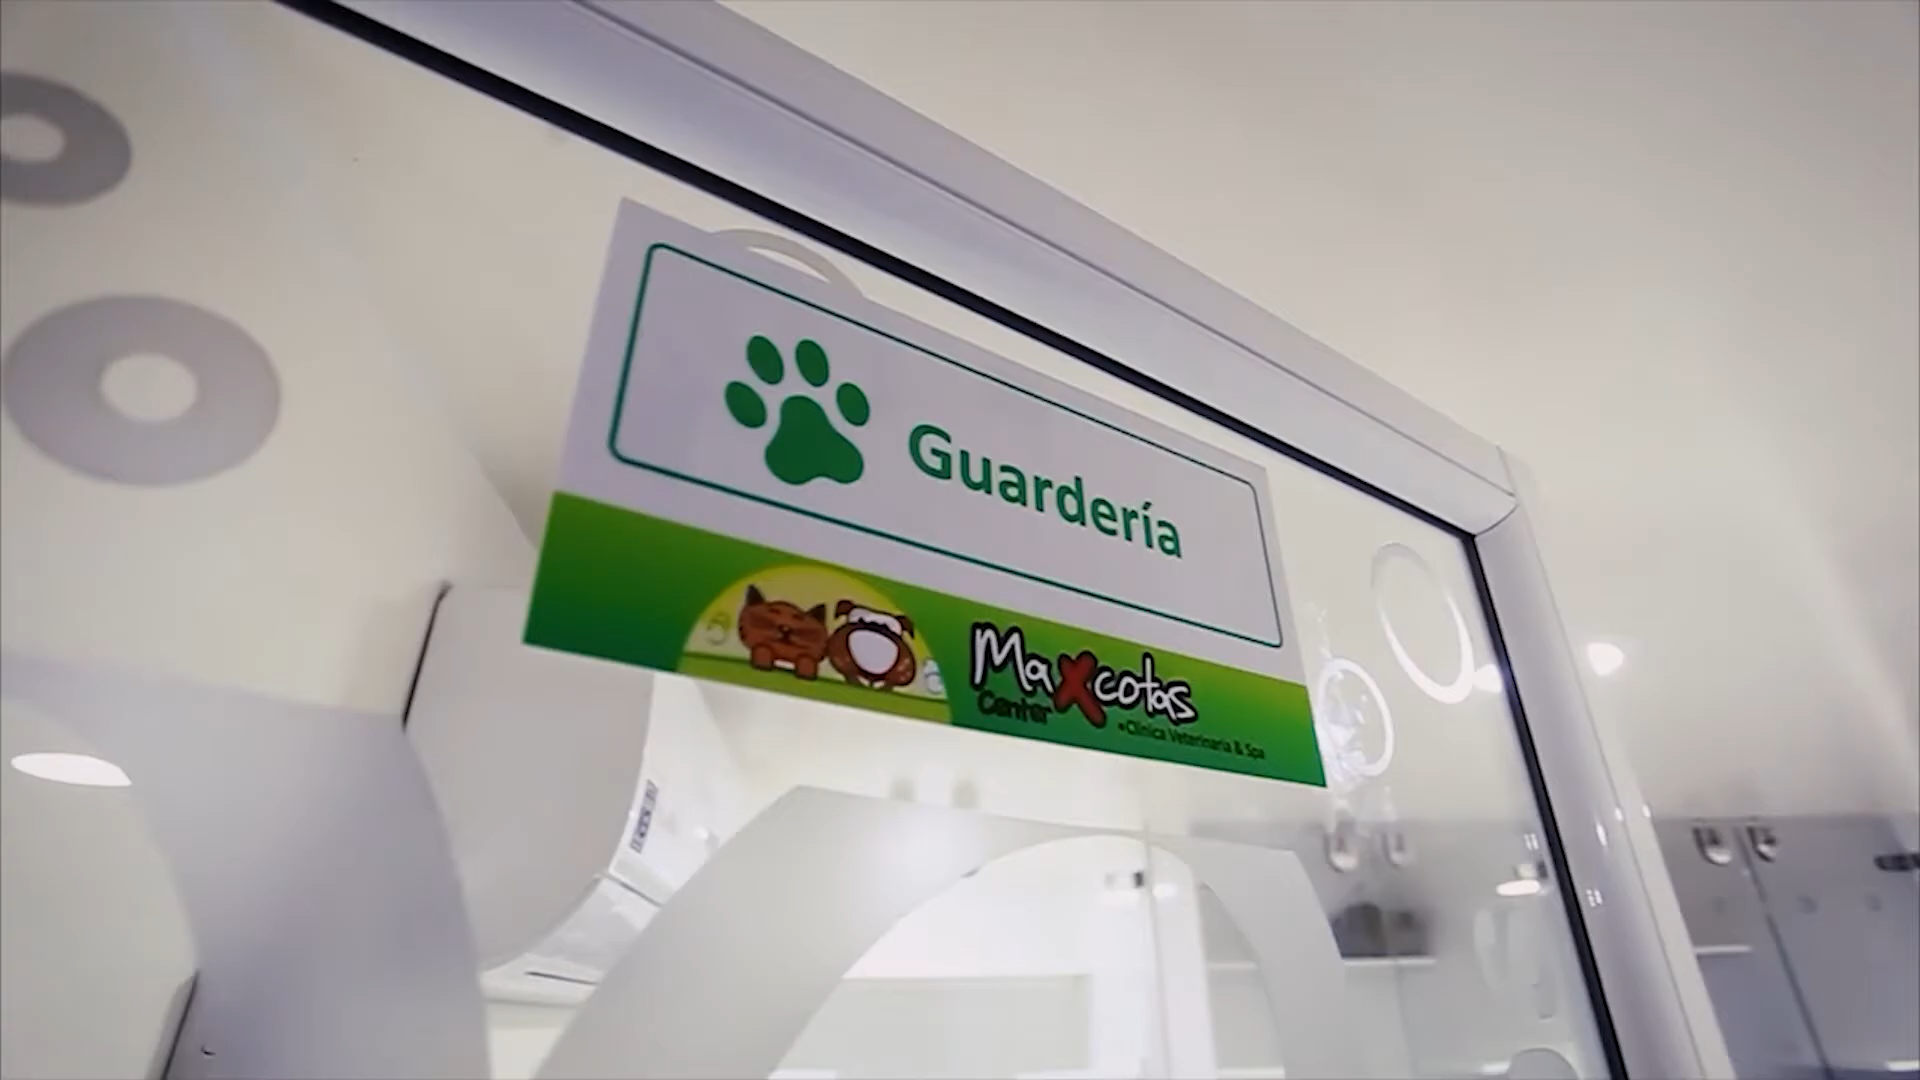 Guardería
Maxcotas
Center
•Clínica Veterinaria & Spa